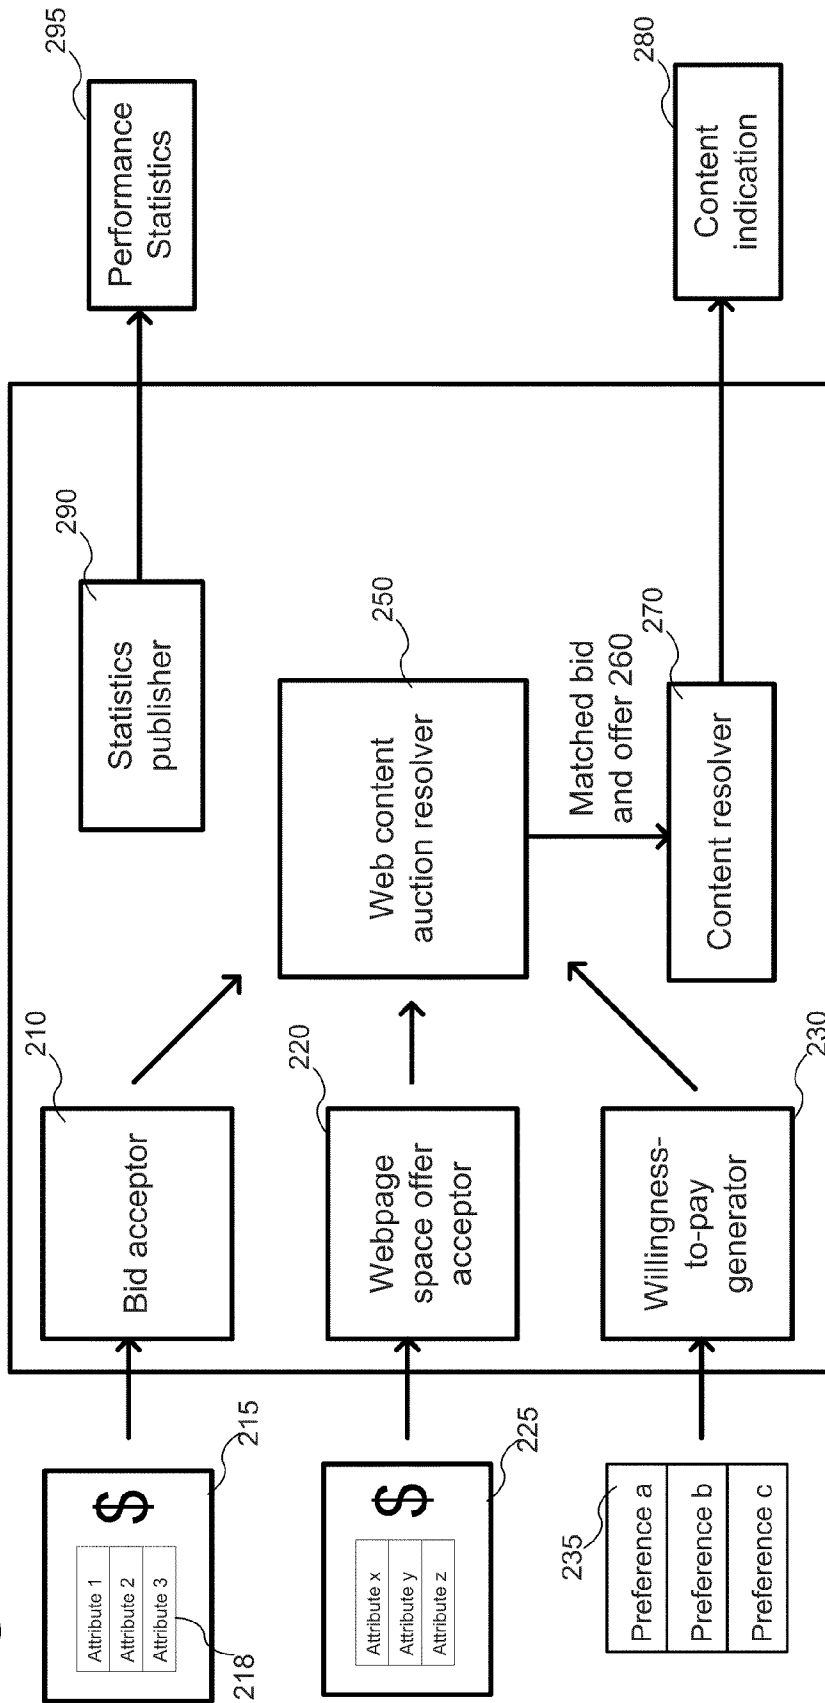 295
Performance
Statistics
280
Content
indication
290
Statistics
publisher
250
Web content
auction resolver
Matched bid
and offer 260
270
Content resolver
210
Bid acceptor
220
Webpage
space offer
acceptor
230
Willingness-
to-pay
generator
215
$
Attribute 1
Attribute 2
Attribute 3
218
225
$
Attribute x
Attribute y
Attribute z
235
Preference a
Preference b
Preference c